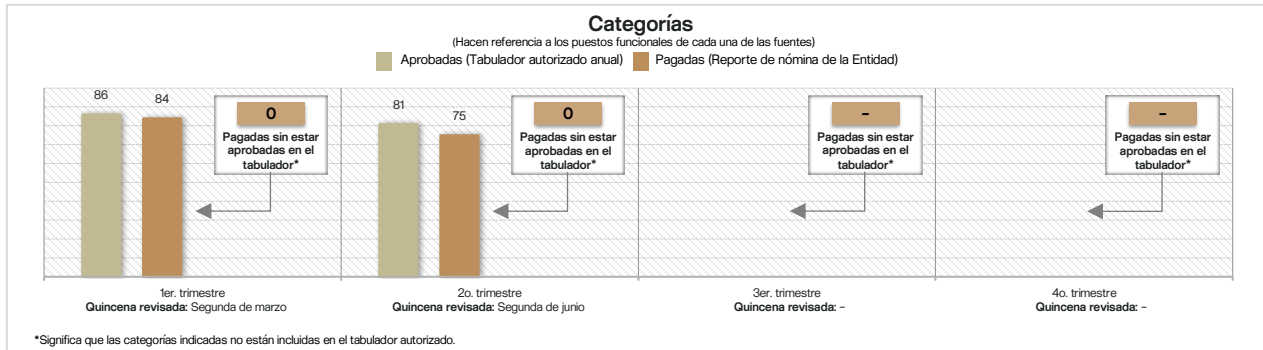 Categorías
(Hacen referencia a los puestos funcionales de cada una de las fuentes)
Aprobadas (Tabulador autorizado anual) Pagadas (Reporte de nómina de la Entidad)
86
84
0
Pagadas sin estar
aprobadas en el
tabulador*
81
75
0
Pagadas sin estar
aprobadas en el
tabulador*
-
Pagadas sin estar
aprobadas en el
tabulador*
-
Pagadas sin estar
aprobadas en el
tabulador*
1er. trimestre
Quincena revisada: Segunda de marzo
2o. trimestre
Quincena revisada: Segunda de junio
3er. trimestre
Quincena revisada: -
4o. trimestre
Quincena revisada: -
*Significa que las categorías indicadas no están incluidas en el tabulador autorizado.